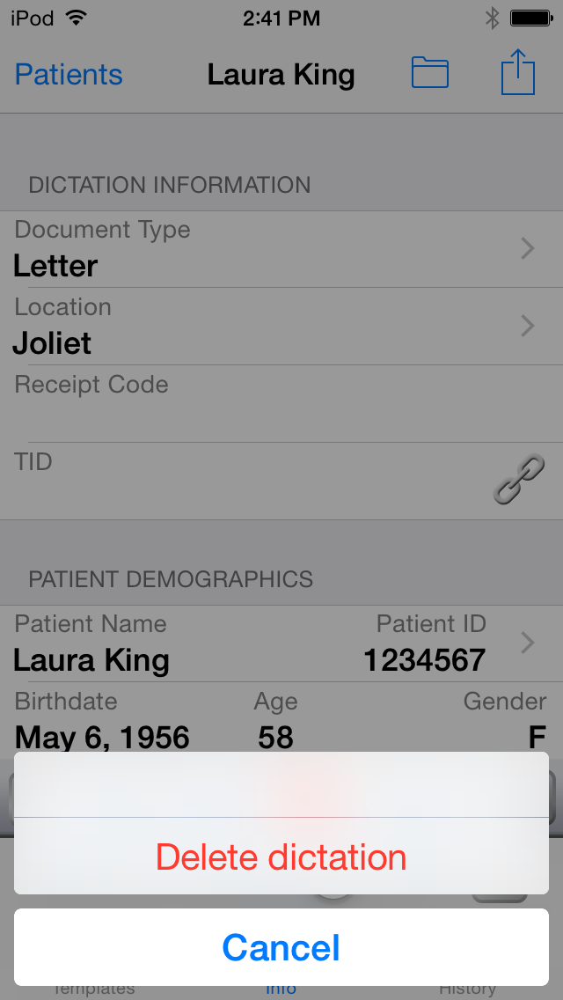 iPod 2:41 PM
Patients Laura King
DICTATION INFORMATION
Document Type
Letter
Location
Joliet
Receipt Code
TID
PATIENT DEMOGRAPHICS
Patient Name Patient ID
Laura King 1234567
Birthdate Age Gender
May 6, 1956 58 F
Delete dictation
Cancel
Templates Info History